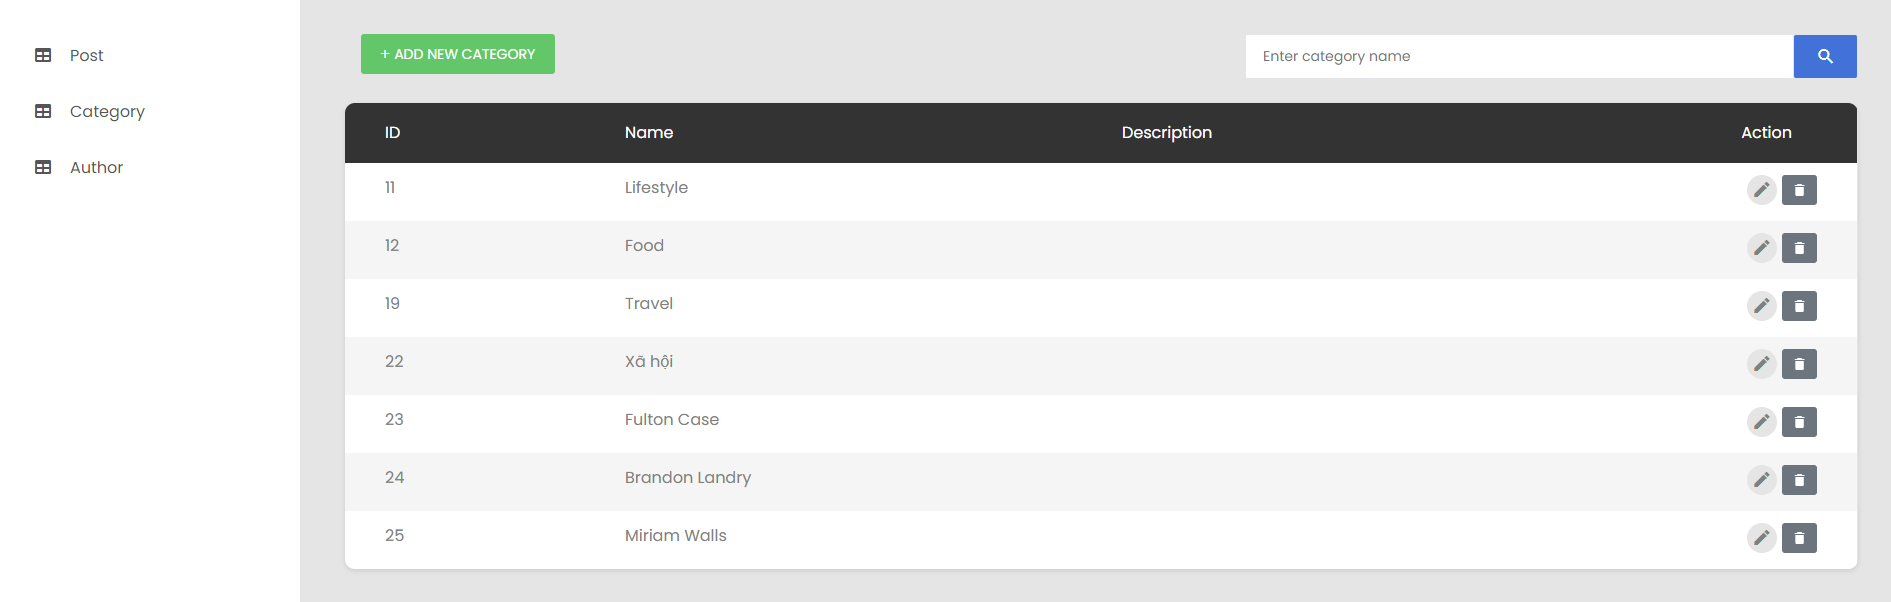 Post
Category
Author
+ ADD NEW CATEGORY
Enter category name
ID Name Description Action
11 Lifestyle
12 Food
19 Travel
22 Xã hội
23 Fulton Case
24 Brandon Landry
25 Miriam Walls